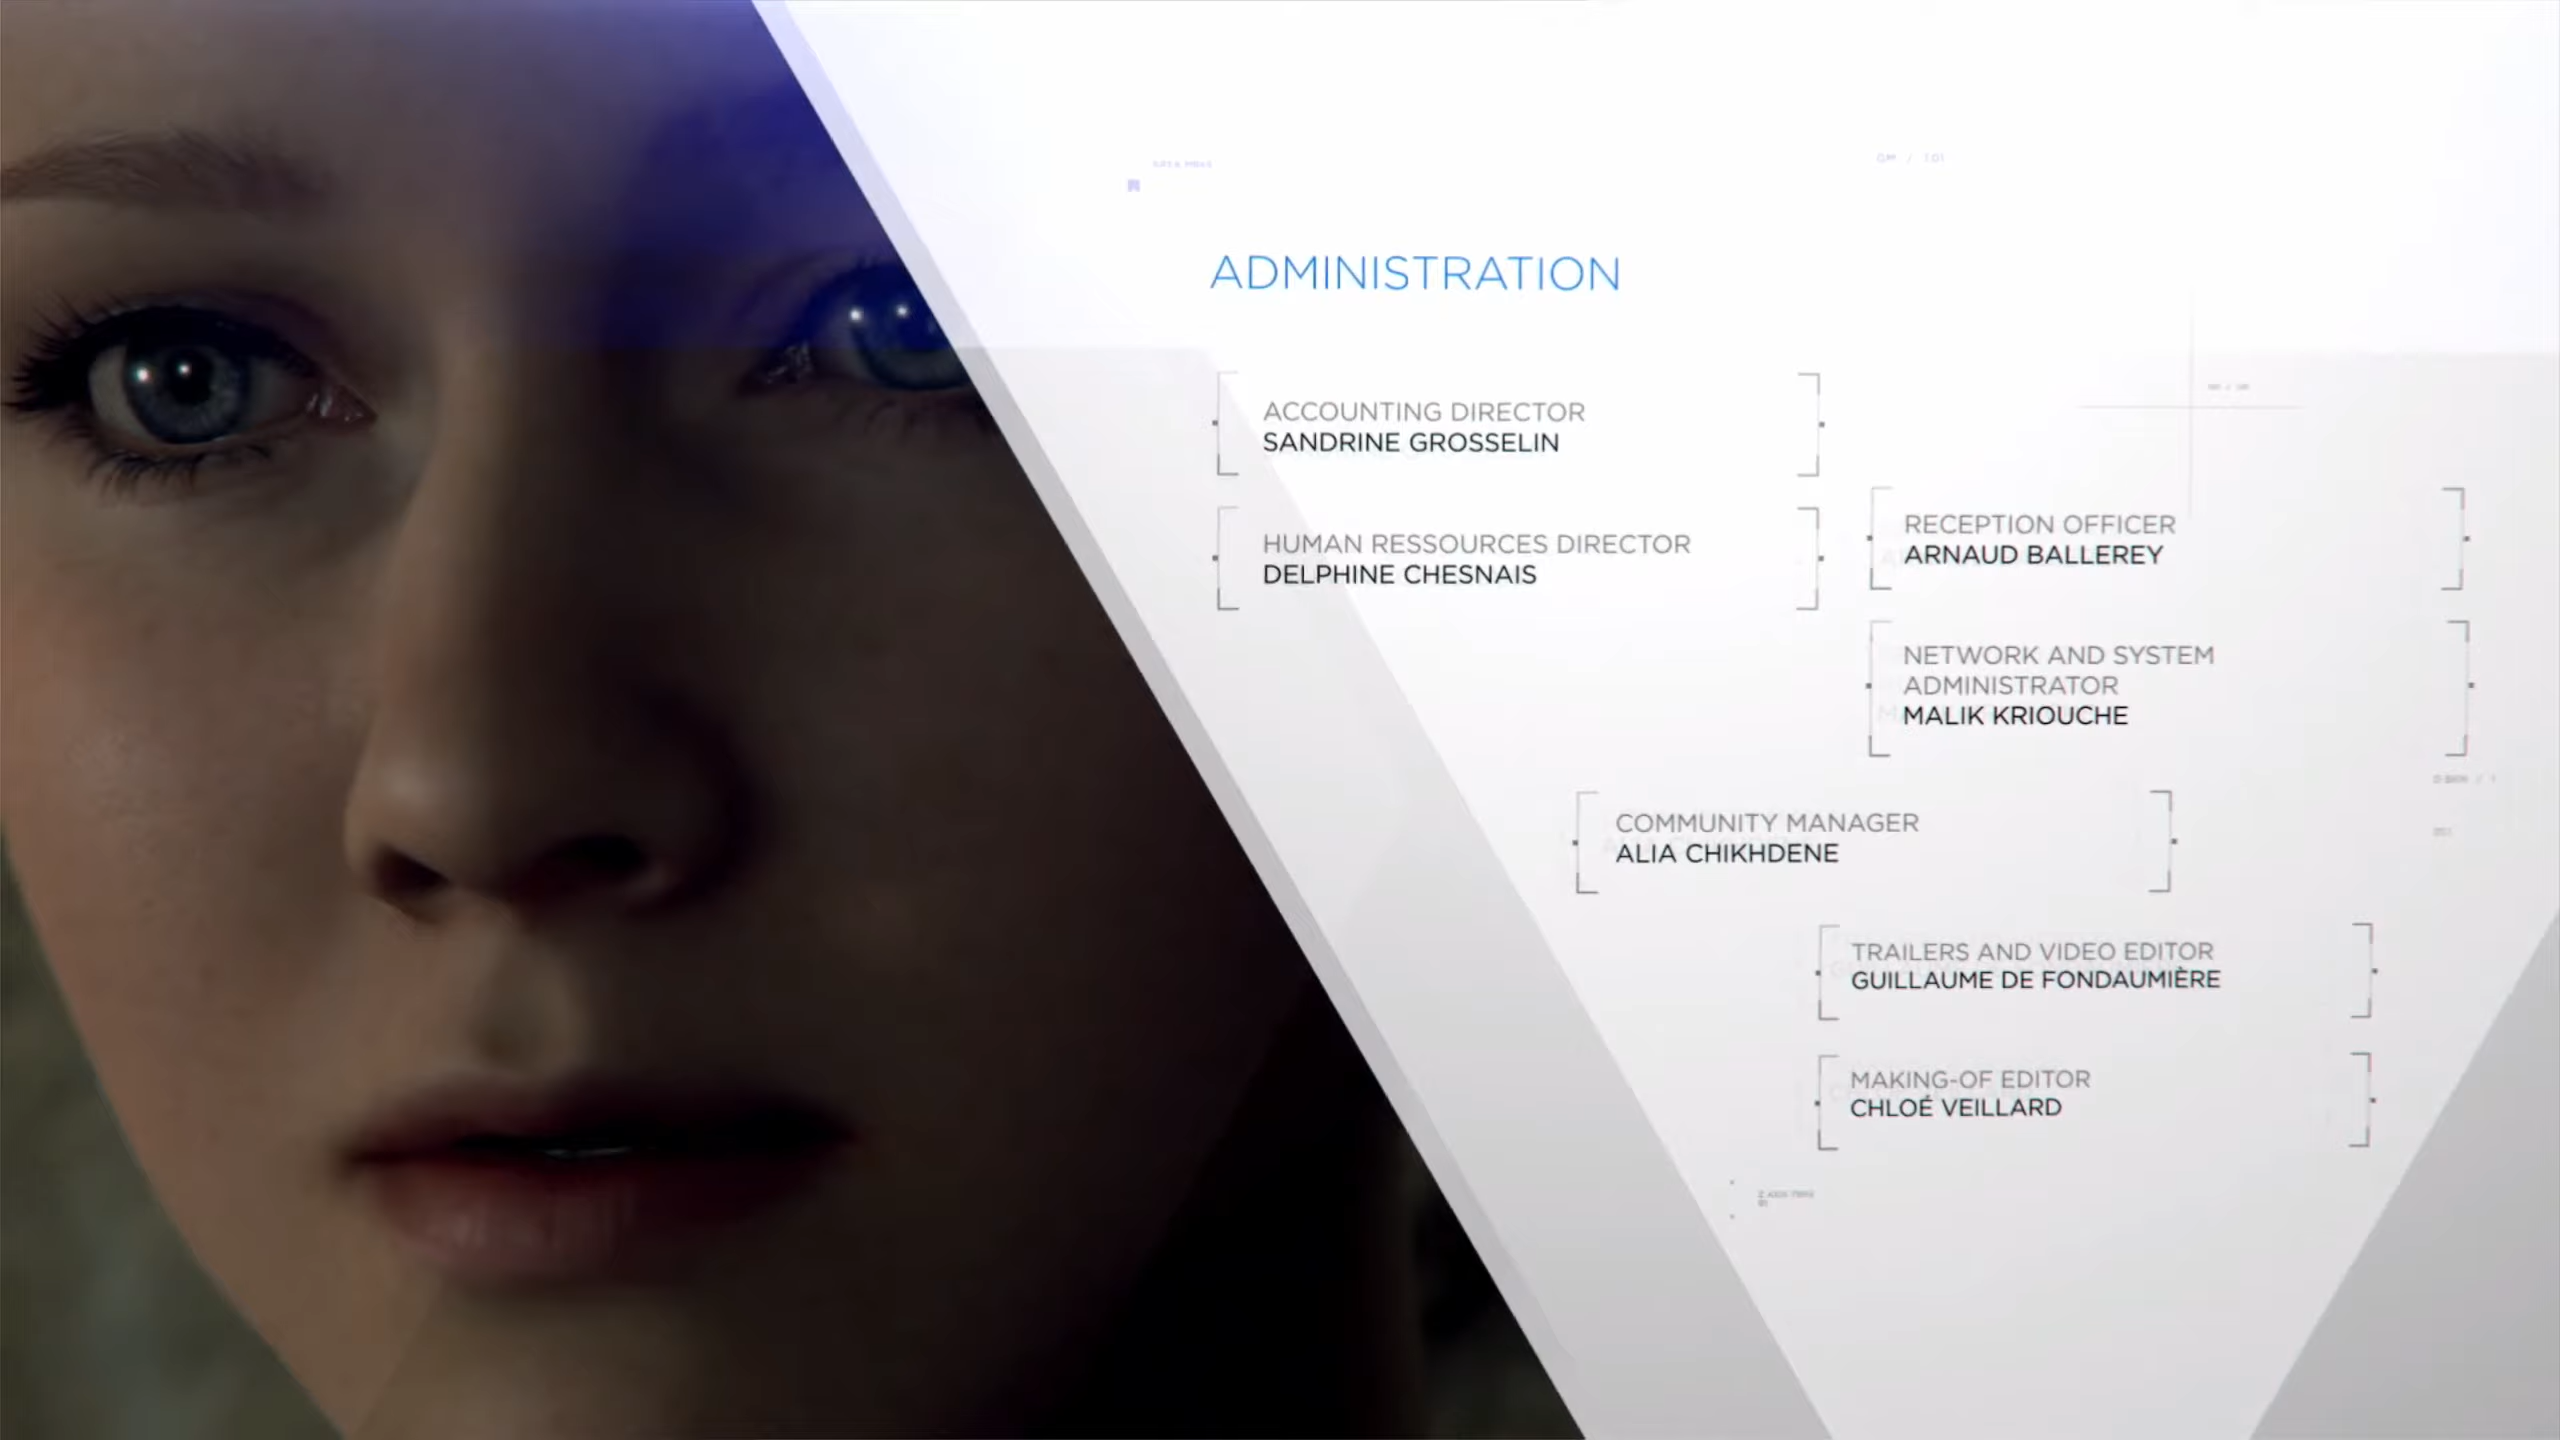 ADMINISTRATION
ACCOUNTING DIRECTOR
SANDRINE GROSSELIN
HUMAN RESSOURCES DIRECTOR
DELPHINE CHESNAIS
RECEPTION OFFICER
ARNAUD BALLEREY
NETWORK AND SYSTEM
ADMINISTRATOR
MALIK KRIOUCHE
COMMUNITY MANAGER
ALIA CHIKHDENE
TRAILERS AND VIDEO EDITOR
GUILLAUME DE FONDAUMIÈRE
MAKING-OF EDITOR
CHLOÉ VEILLARD